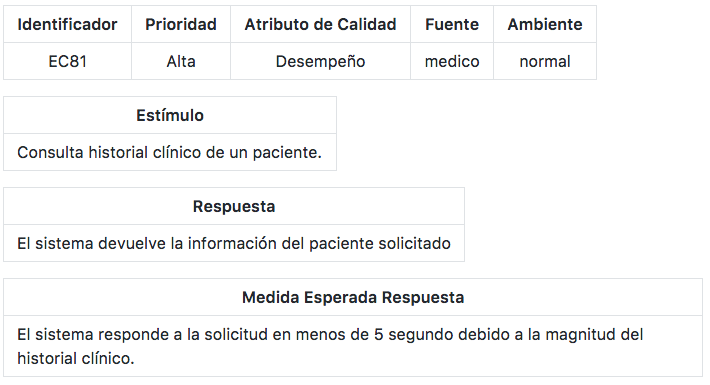 Identificador Prioridad Atributo de Calidad Fuente Ambiente
EC81 Alta Desempeño medico normal
Estímulo
Consulta historial clínico de un paciente.
Respuesta
El sistema devuelve la información del paciente solicitado
Medida Esperada Respuesta
El sistema responde a la solicitud en menos de 5 segundo debido a la magnitud del
historial clínico.